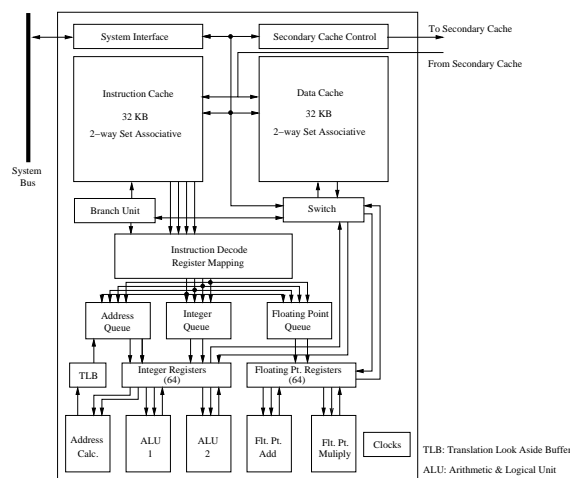 System Interface
Secondary Cache Control
To Secondary Cache
From Secondary Cache
Instruction Cache
32 KB
2-way Set Associative
Data Cache
32 KB
2-way Set Associative
System
Bus
Branch Unit
Switch
Instruction Decode
Register Mapping
Address
Queue
Integer
Queue
Floating Point
Queue
TLB
Integer Registers
(64)
Floating Pt. Registers
(64)
Address
Calc.
ALU
1
ALU
2
Flt. Pt.
Add
Flt. Pt.
Muliply
Clocks
TLB: Translation Look Aside Buffer
ALU: Arithmetic & Logical Unit